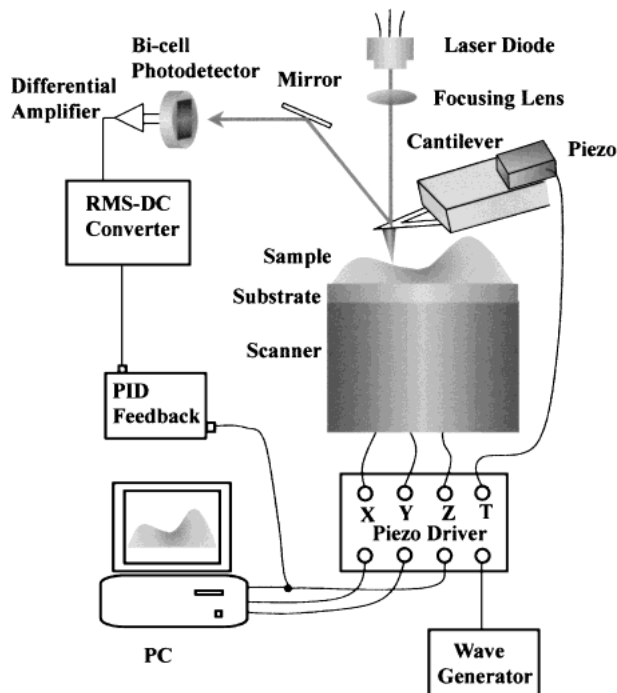 Laser Diode
Bi-cell
Photodetector
Mirror
Differential
Amplifier
Focusing Lens
Cantilever
Piezo
RMS-DC
Converter
Sample
Substrate
Scanner
PID
Feedback
X Y Z T
Piezo Driver
PC
Wave
Generator